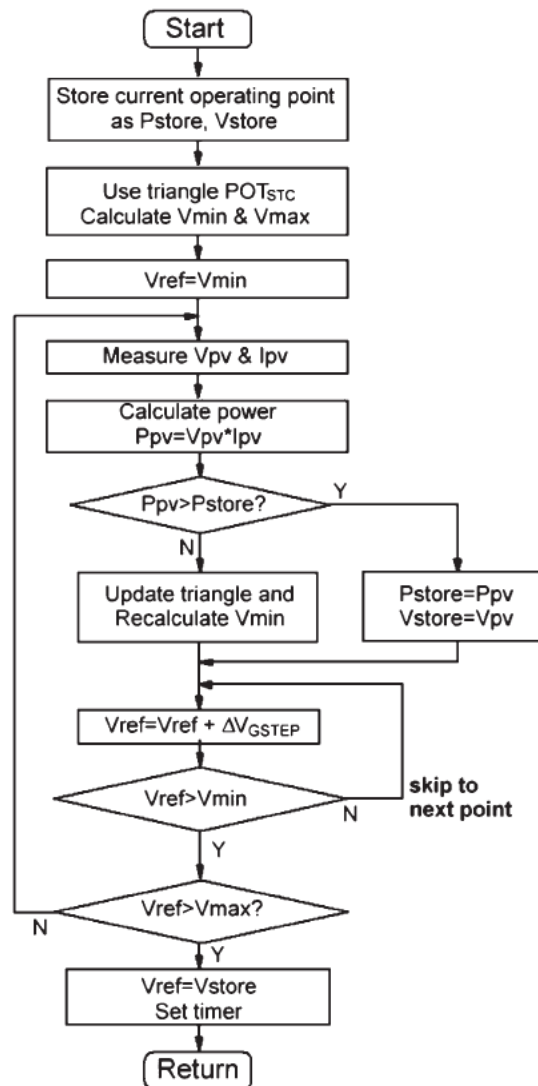 Start
Store current operating point
as Pstore, Vstore
Use triangle POT_STC
Calculate Vmin & Vmax
Vref=Vmin
Measure Vpv & Ipv
Calculate power
Ppv=Vpv*Ipv
Ppv>Pstore?
Y
N
Update triangle and
Recalculate Vmin
Pstore=Ppv
Vstore=Vpv
Vref=Vref + ΔV_GSTEP
Vref>Vmin
N
skip to
next point
Y
Vref>Vmax?
N
Y
Vref=Vstore
Set timer
Return